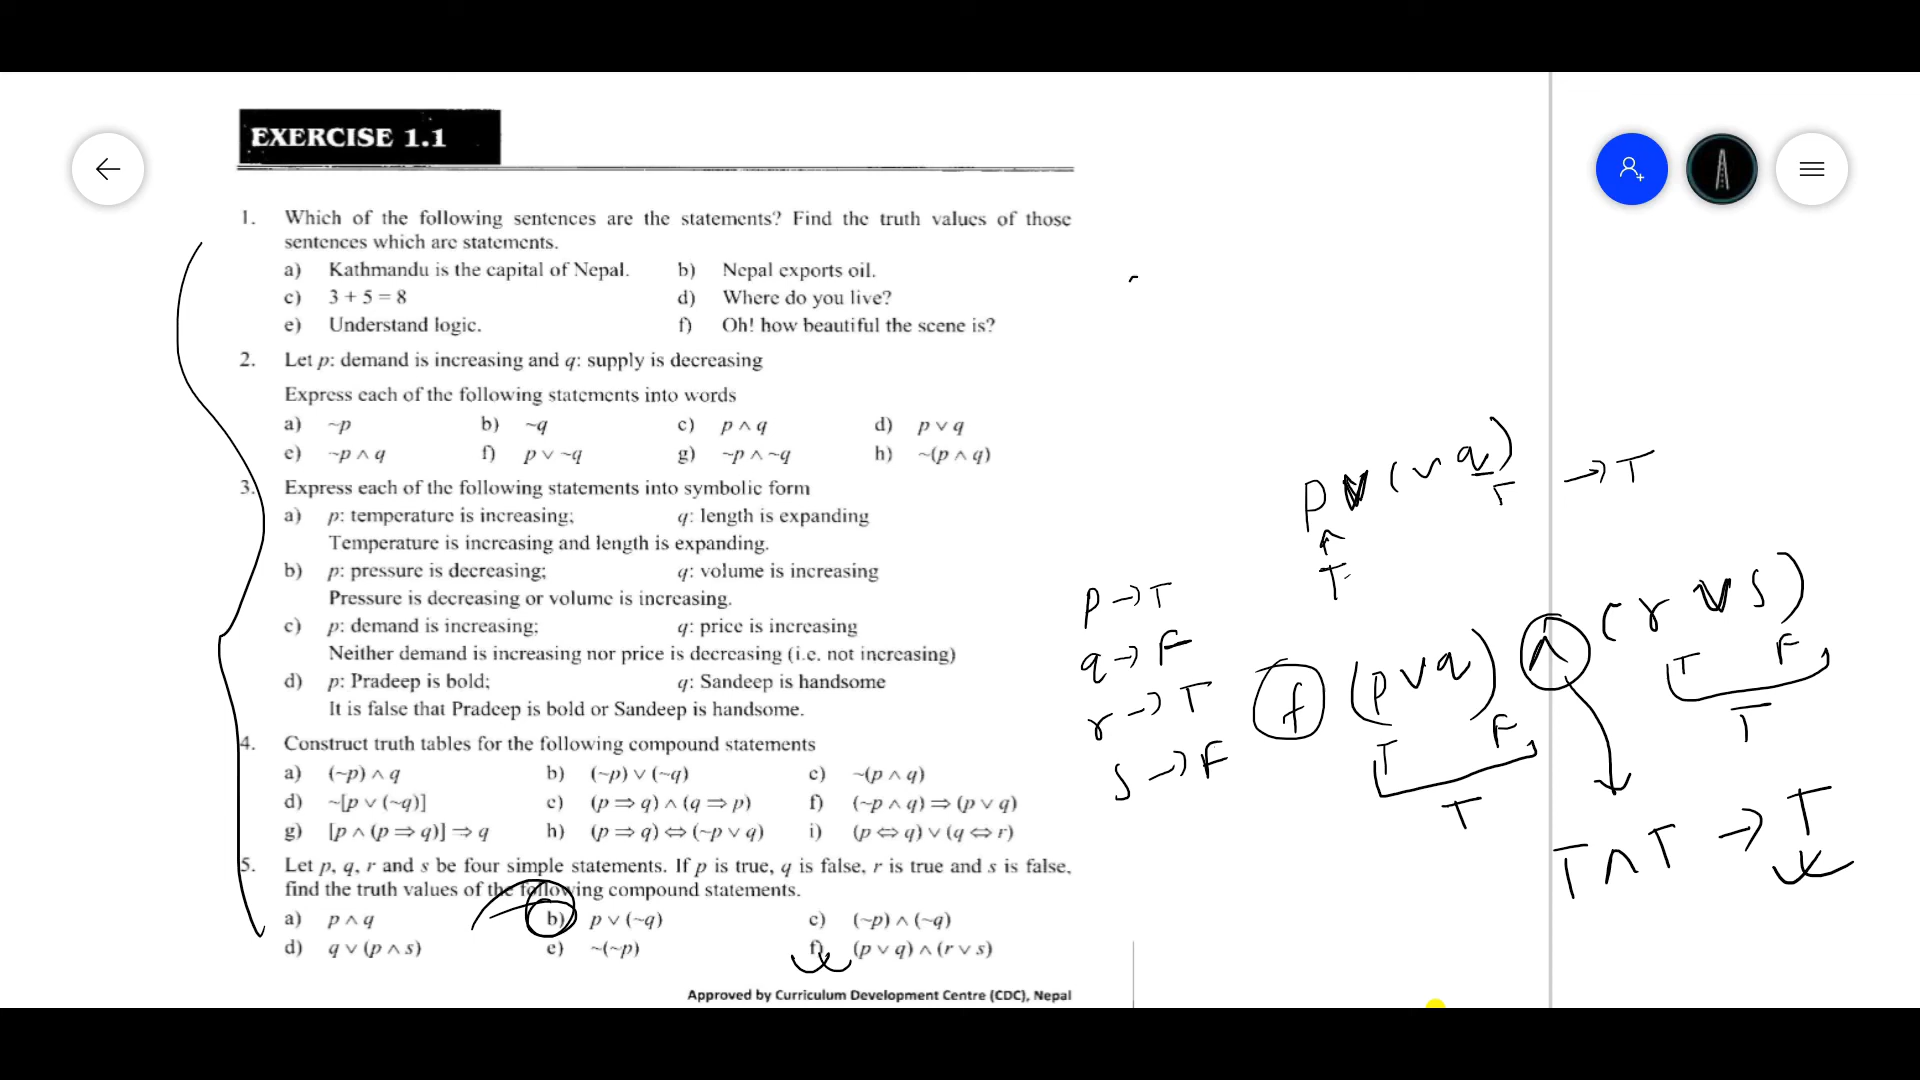 EXERCISE 1.1
1. Which of the following sentences are the statements? Find the truth values of those
sentences which are statements.
a) Kathmandu is the capital of Nepal. b) Nepal exports oil.
c) 3 + 5 = 8 d) Where do you live?
e) Understand logic. f) Oh! how beautiful the scene is?
2. Let p: demand is increasing and q: supply is decreasing
Express each of the following statements into words
a) ~p b) ~q c) p ∧ q d) p ∨ q
e) ~p ∧ q f) p ∨ ~q g) ~p ∧ ~q h) ~(p ∧ q)
3. Express each of the following statements into symbolic form
a) p: temperature is increasing; q: length is expanding
Temperature is increasing and length is expanding.
b) p: pressure is decreasing; q: volume is increasing
Pressure is decreasing or volume is increasing.
c) p: demand is increasing; q: price is increasing
Neither demand is increasing nor price is decreasing (i.e. not increasing)
d) p: Pradeep is bold; q: Sandeep is handsome
It is false that Pradeep is bold or Sandeep is handsome.
4. Construct truth tables for the following compound statements
a) (~p) ∧ q b) (~p) ∨ (~q) c) ~(p ∧ q)
d) ~[p ∨ (~q)] e) (p ⇒ q) ∧ (q ⇒ p) f) (~p ∧ q) ⇒ (p ∨ q)
g) [p ∧ (p ⇒ q)] ⇒ q h) (p ⇒ q) ⇔ (~p ∨ q) i) (p ⇔ q) ∨ (q ⇔ r)
5. Let p, q, r and s be four simple statements. If p is true, q is false, r is true and s is false,
find the truth values of the following compound statements.
a) p ∧ q b) p ∨ (~q) c) (~p) ∧ (~q)
d) q ∨ (p ∧ s) e) ~(~p) f) (p ∨ q) ∧ (r ∨ s)
Approved by Curriculum Development Centre (CDC), Nepal
p ∨ (~ q) → T
T
T
p → T
q → F
r → T
s → F
f (p ∨ q) ∧ (r ∨ s)
T F T F
T T
T ∧ T → T